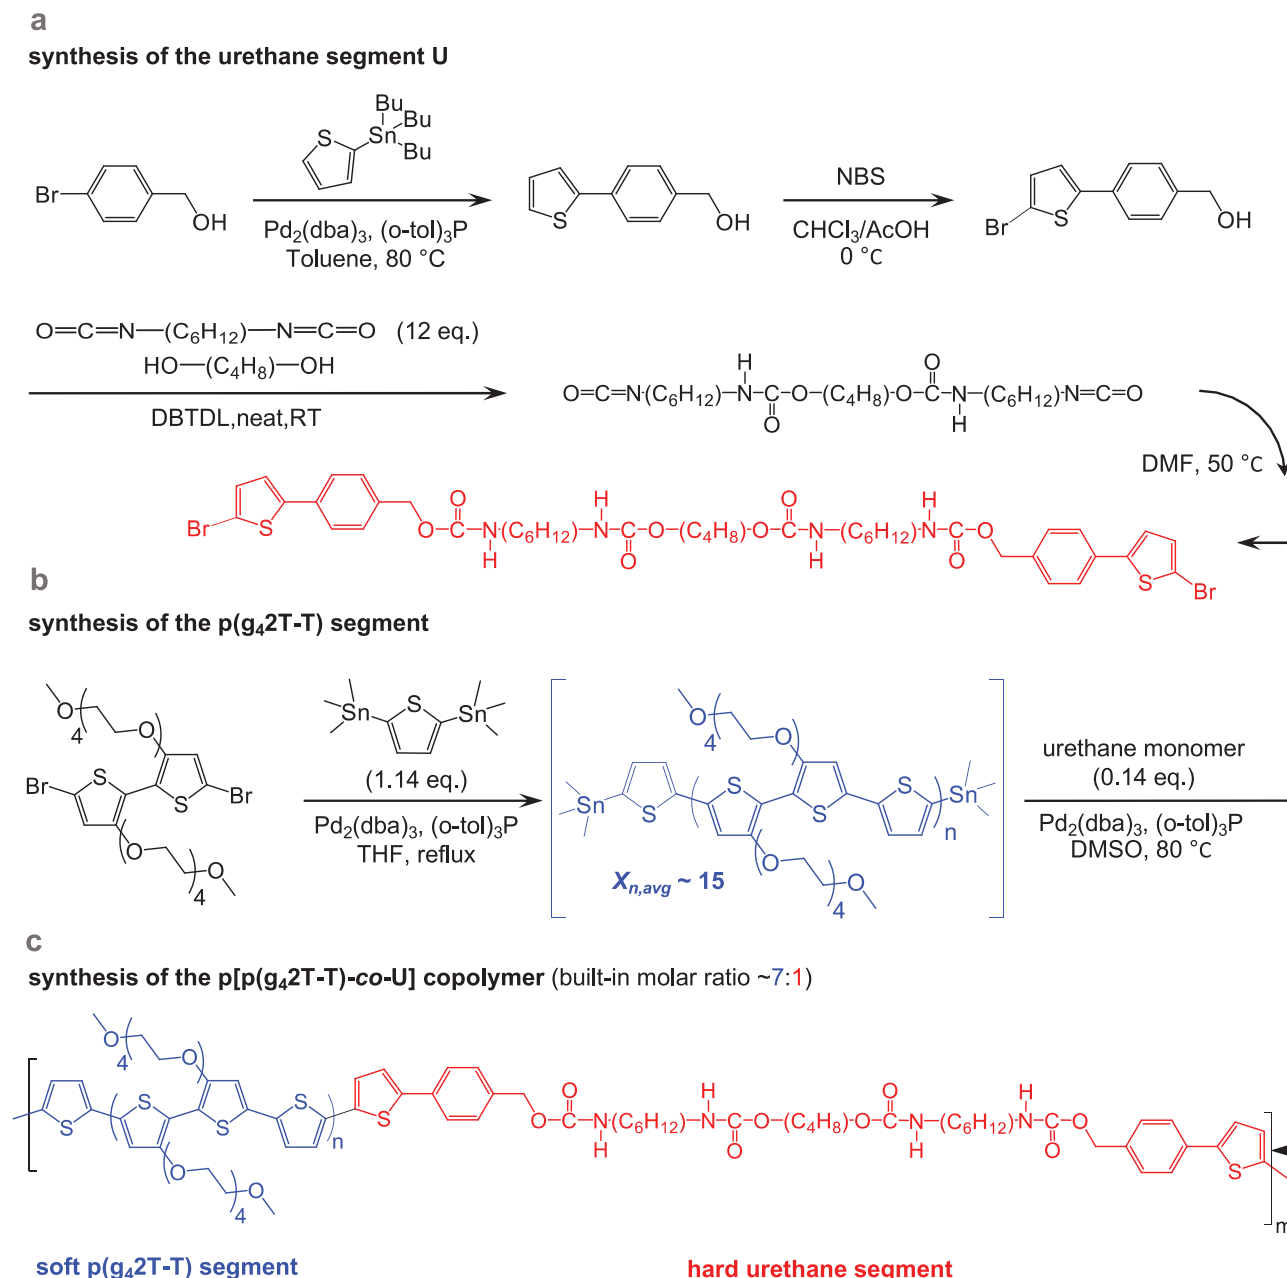 a
synthesis of the urethane segment U
Br
OH
S
Sn
Bu
Bu
Bu
Pd₂(dba)₃, (o-tol)₃P
Toluene, 80 °C
S
OH
NBS
CHCl₃/AcOH
0 °C
Br
S
OH
O=C=N—(C₆H₁₂)—N=C=O (12 eq.)
HO—(C₄H₈)—OH
DBTDL,neat,RT
O=C=N-(C₆H₁₂)-N(H)-C(=O)-O-(C₄H₈)-O-C(=O)-N(H)-(C₆H₁₂)-N=C=O
DMF, 50 °C
Br S O O N H (C₆H₁₂) H N O O (C₄H₈) O O N H (C₆H₁₂) H N O O S Br
b
synthesis of the p(g₄2T-T) segment
O 4 O
Br S S Br
O O 4
Sn S Sn
(1.14 eq.)
Pd₂(dba)₃, (o-tol)₃P
THF, reflux
O 4 O
Sn S S S S Sn
n
O O 4
Xn,avg ~ 15
urethane monomer
(0.14 eq.)
Pd₂(dba)₃, (o-tol)₃P
DMSO, 80 °C
c
synthesis of the p[p(g₄2T-T)-co-U] copolymer (built-in molar ratio ~7:1)
O 4 O
S S S S n
O O 4
S O O N H (C₆H₁₂) H N O O (C₄H₈) O O N H (C₆H₁₂) H N O O S
m
soft p(g₄2T-T) segment
hard urethane segment